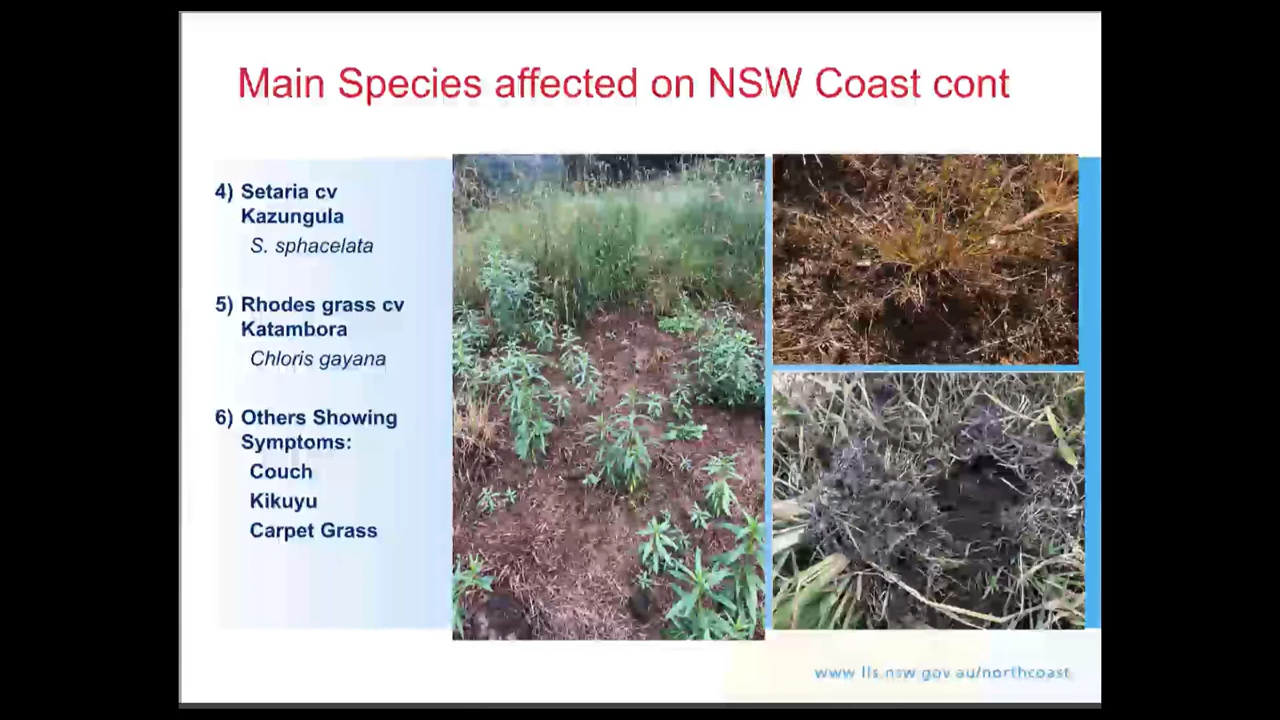 Main Species affected on NSW Coast cont
4) Setaria cv
Kazungula
S. sphacelata
5) Rhodes grass cv
Katambora
Chloris gayana
6) Others Showing
Symptoms:
Couch
Kikuyu
Carpet Grass
www.lls.nsw.gov.au/northcoast